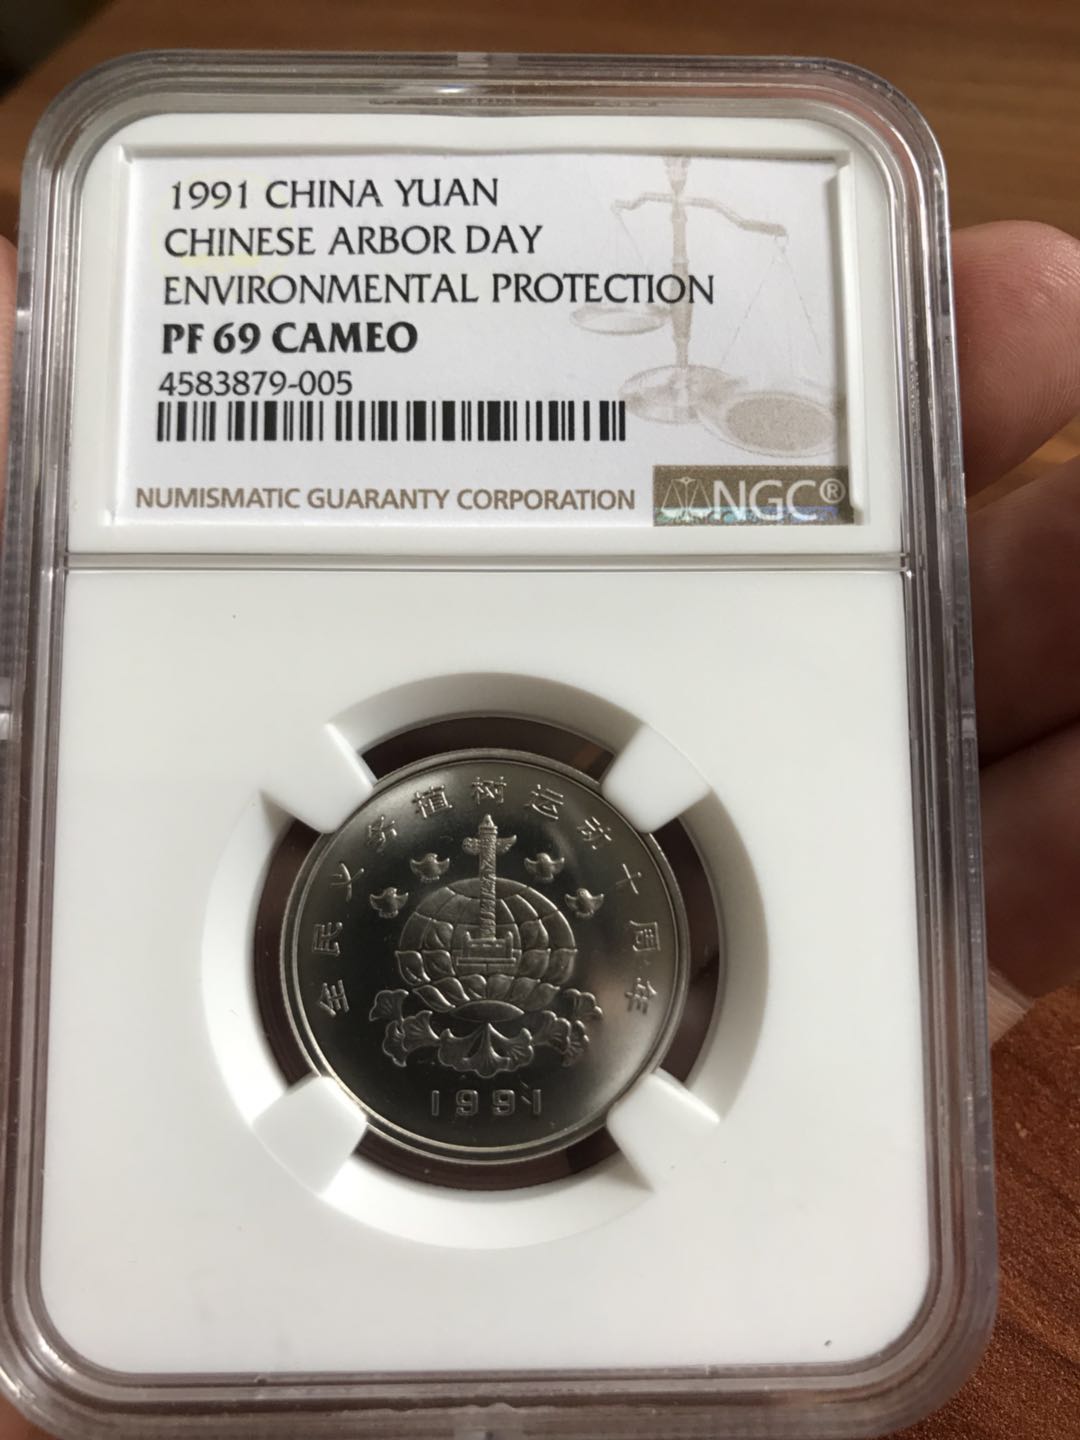 1991 CHINA YUAN
CHINESE ARBOR DAY
ENVIRONMENTAL PROTECTION
PF 69 CAMEO
4583879-005
NUMISMATIC GUARANTY CORPORATION
NGC®
全民义务植树运动十周年
1991